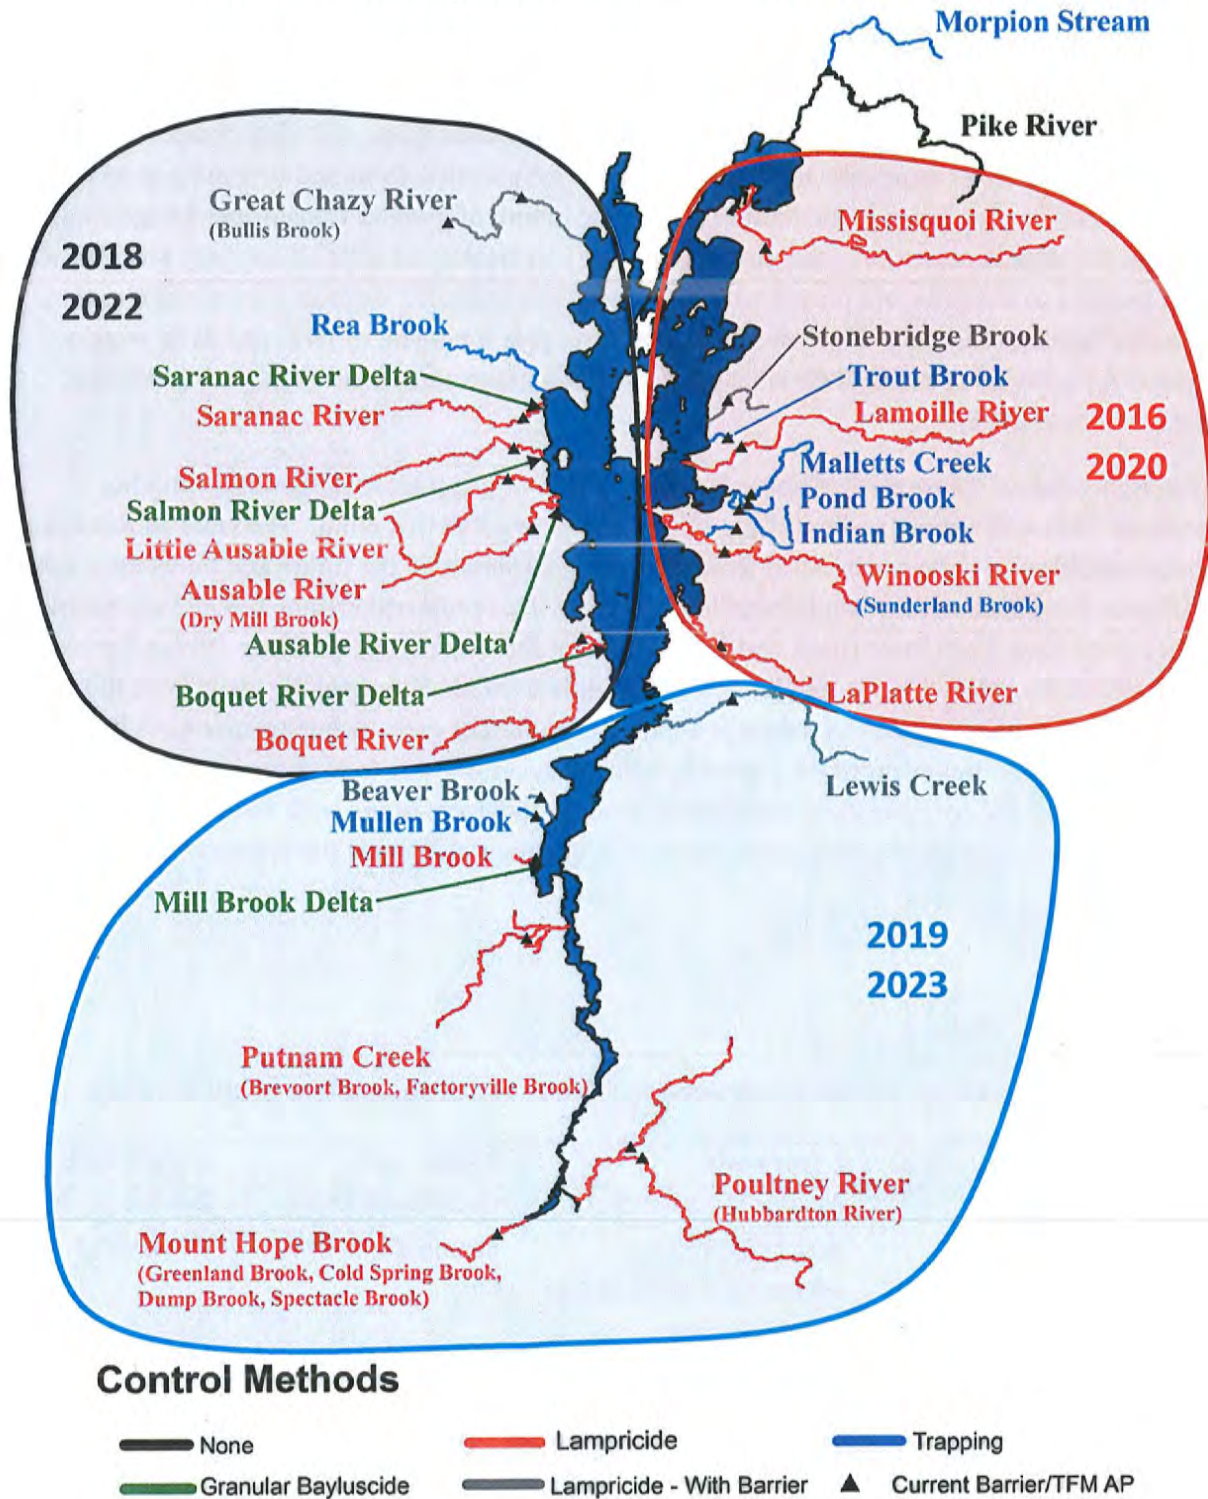 Morpion Stream
Pike River
Great Chazy River
(Bullis Brook)
2018
2022
Missisquoi River
Rea Brook
Stonebridge Brook
Saranac River Delta
Trout Brook
Saranac River
Lamoille River
2016
2020
Salmon River
Malletts Creek
Salmon River Delta
Pond Brook
Little Ausable River
Indian Brook
Ausable River
(Dry Mill Brook)
Winooski River
(Sunderland Brook)
Ausable River Delta
Boquet River Delta
LaPlatte River
Boquet River
Beaver Brook
Lewis Creek
Mullen Brook
Mill Brook
Mill Brook Delta
2019
2023
Putnam Creek
(Brevoort Brook, Factoryville Brook)
Poultney River
(Hubbardton River)
Mount Hope Brook
(Greenland Brook, Cold Spring Brook,
Dump Brook, Spectacle Brook)
Control Methods
None
Lampricide
Trapping
Granular Bayluscide
Lampricide - With Barrier
Current Barrier/TFM AP